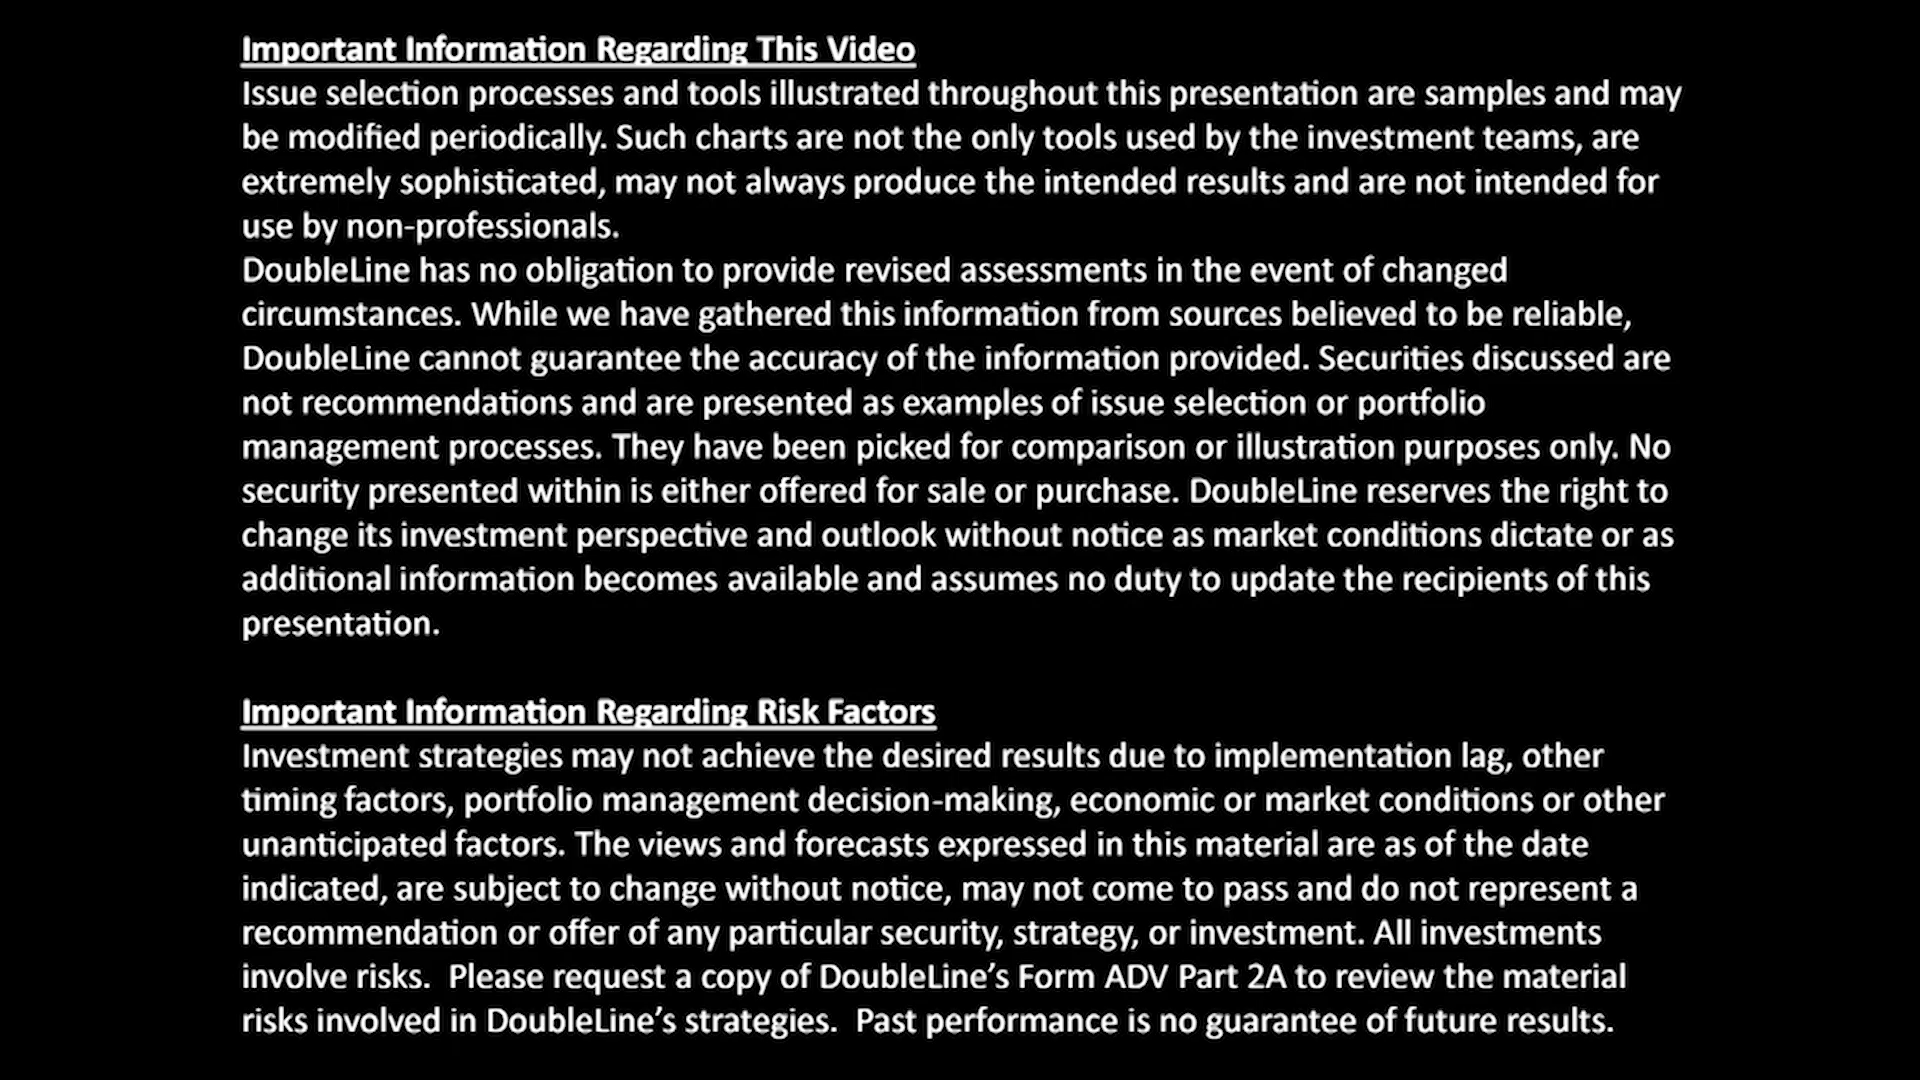 Important Information Regarding This Video
Issue selection processes and tools illustrated throughout this presentation are samples and may
be modified periodically. Such charts are not the only tools used by the investment teams, are
extremely sophisticated, may not always produce the intended results and are not intended for
use by non-professionals.
DoubleLine has no obligation to provide revised assessments in the event of changed
circumstances. While we have gathered this information from sources believed to be reliable,
DoubleLine cannot guarantee the accuracy of the information provided. Securities discussed are
not recommendations and are presented as examples of issue selection or portfolio
management processes. They have been picked for comparison or illustration purposes only. No
security presented within is either offered for sale or purchase. DoubleLine reserves the right to
change its investment perspective and outlook without notice as market conditions dictate or as
additional information becomes available and assumes no duty to update the recipients of this
presentation.
Important Information Regarding Risk Factors
Investment strategies may not achieve the desired results due to implementation lag, other
timing factors, portfolio management decision-making, economic or market conditions or other
unanticipated factors. The views and forecasts expressed in this material are as of the date
indicated, are subject to change without notice, may not come to pass and do not represent a
recommendation or offer of any particular security, strategy, or investment. All investments
involve risks.  Please request a copy of DoubleLine’s Form ADV Part 2A to review the material
risks involved in DoubleLine’s strategies.  Past performance is no guarantee of future results.